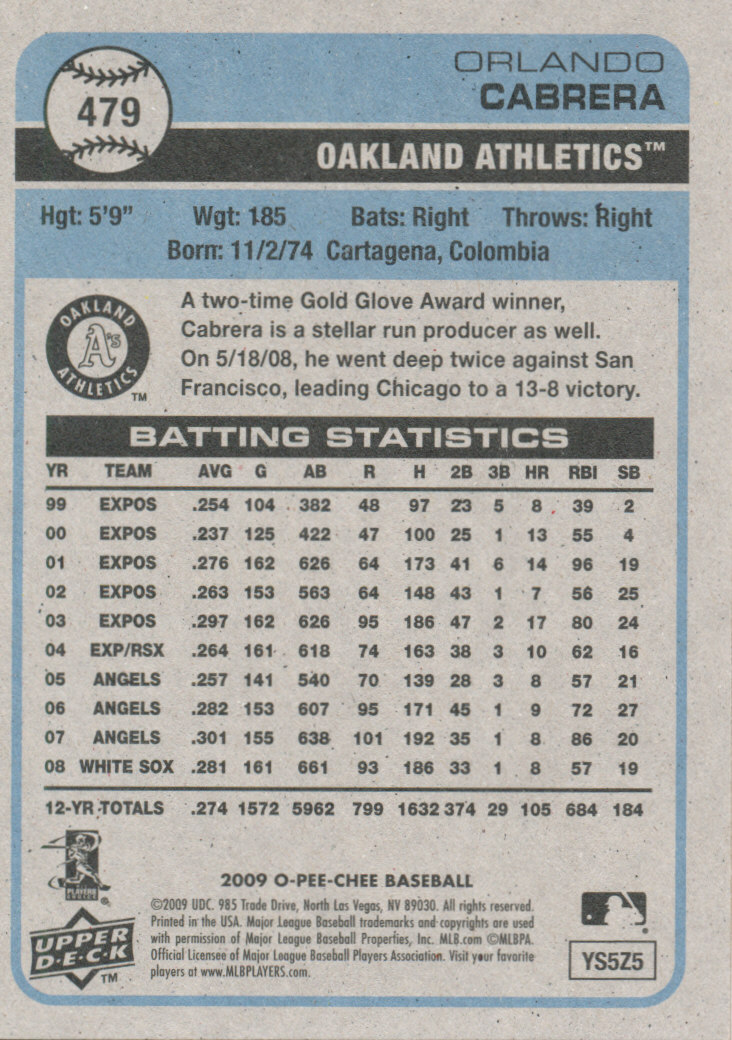 479
ORLANDO
CABRERA
OAKLAND ATHLETICS™
Hgt: 5'9" Wgt: 185 Bats: Right Throws: Right
Born: 11/2/74 Cartagena, Colombia
OAKLAND
A's
ATHLETICS
TM
A two-time Gold Glove Award winner,
Cabrera is a stellar run producer as well.
On 5/18/08, he went deep twice against San
Francisco, leading Chicago to a 13-8 victory.
BATTING STATISTICS
YR TEAM AVG G AB R H 2B 3B HR RBI SB
99 EXPOS .254 104 382 48 97 23 5 8 39 2
00 EXPOS .237 125 422 47 100 25 1 13 55 4
01 EXPOS .276 162 626 64 173 41 6 14 96 19
02 EXPOS .263 153 563 64 148 43 1 7 56 25
03 EXPOS .297 162 626 95 186 47 2 17 80 24
04 EXP/RSX .264 161 618 74 163 38 3 10 62 16
05 ANGELS .257 141 540 70 139 28 3 8 57 21
06 ANGELS .282 153 607 95 171 45 1 9 72 27
07 ANGELS .301 155 638 101 192 35 1 8 86 20
08 WHITE SOX .281 161 661 93 186 33 1 8 57 19
12-YR TOTALS .274 1572 5962 799 1632 374 29 105 684 184
PLAYERS
CHOICE
®
2009 O-PEE-CHEE BASEBALL
©2009 UDC. 985 Trade Drive, North Las Vegas, NV 89030. All rights reserved.
Printed in the USA. Major League Baseball trademarks and copyrights are used
with permission of Major League Baseball Properties, Inc. MLB.com ©MLBPA.
Official Licensee of Major League Baseball Players Association. Visit your favorite
players at www.MLBPLAYERS.com.
UPPER
D·E·C·K
TM
YS5Z5